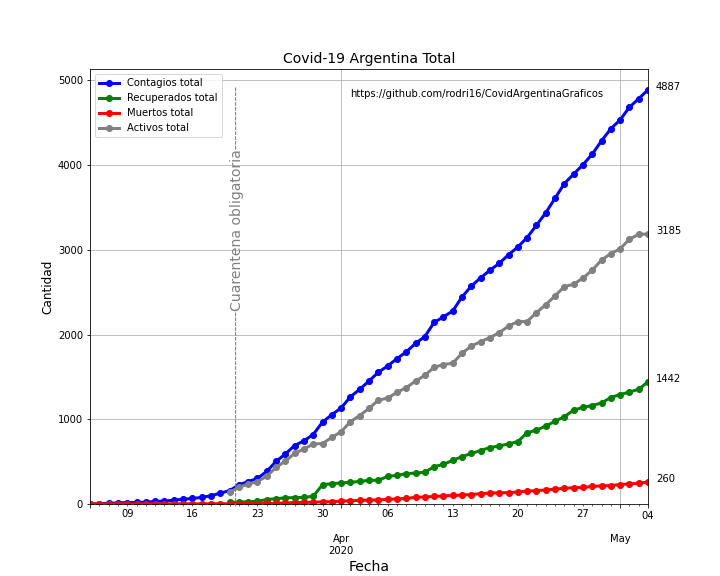 Covid-19 Argentina Total
Contagios total
Recuperados total
Muertos total
Activos total
https://github.com/rodri16/CovidArgentinaGraficos
Cuarentena obligatoria
Cantidad
5000
4000
3000
2000
1000
0
4887
3185
1442
260
09
16
23
30
06
13
20
27
04
Apr
2020
May
Fecha